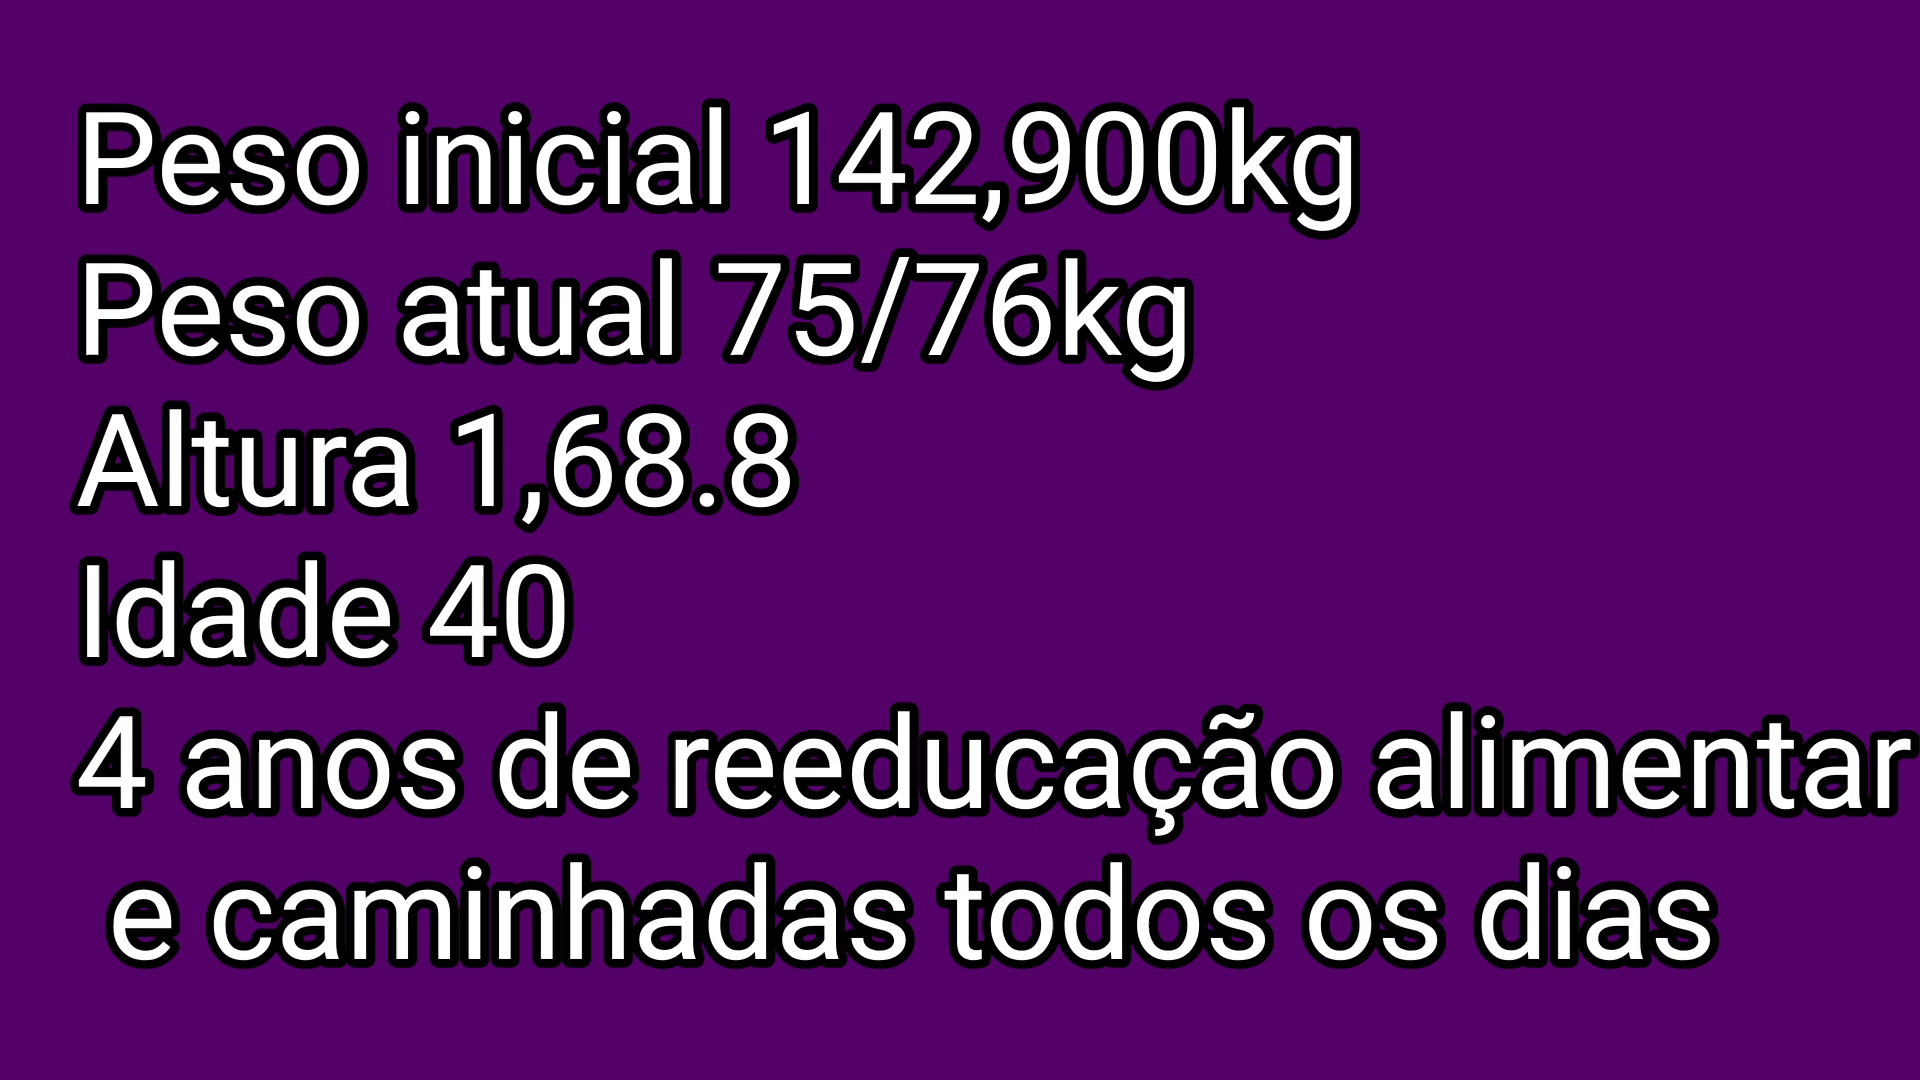 Peso inicial 142,900kg
Peso atual 75/76kg
Altura 1,68.8
Idade 40
4 anos de reeducação alimentar
e caminhadas todos os dias